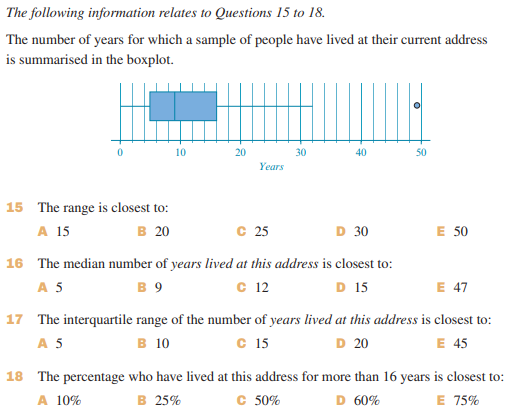 The following information relates to Questions 15 to 18.
The number of years for which a sample of people have lived at their current address
is summarised in the boxplot.
0 10 20 30 40 50
Years
15 The range is closest to:
A 15 B 20 C 25 D 30 E 50
16 The median number of years lived at this address is closest to:
A 5 B 9 C 12 D 15 E 47
17 The interquartile range of the number of years lived at this address is closest to:
A 5 B 10 C 15 D 20 E 45
18 The percentage who have lived at this address for more than 16 years is closest to:
A 10% B 25% C 50% D 60% E 75%